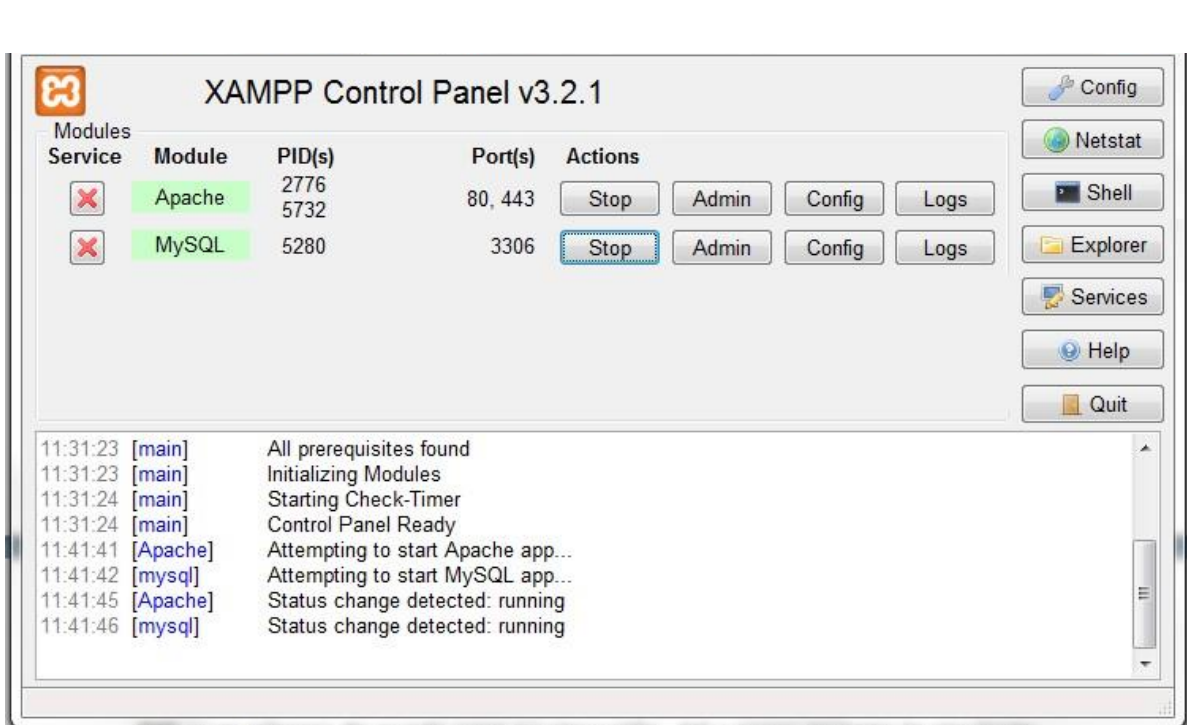 XAMPP Control Panel v3.2.1
Config
Modules
Service Module PID(s) Port(s) Actions
Netstat
Apache 2776 5732 80, 443 Stop Admin Config Logs
Shell
MySQL 5280 3306 Stop Admin Config Logs
Explorer
Services
Help
Quit
11:31:23 [main] All prerequisites found
11:31:23 [main] Initializing Modules
11:31:24 [main] Starting Check-Timer
11:31:24 [main] Control Panel Ready
11:41:41 [Apache] Attempting to start Apache app...
11:41:42 [mysql] Attempting to start MySQL app...
11:41:45 [Apache] Status change detected: running
11:41:46 [mysql] Status change detected: running